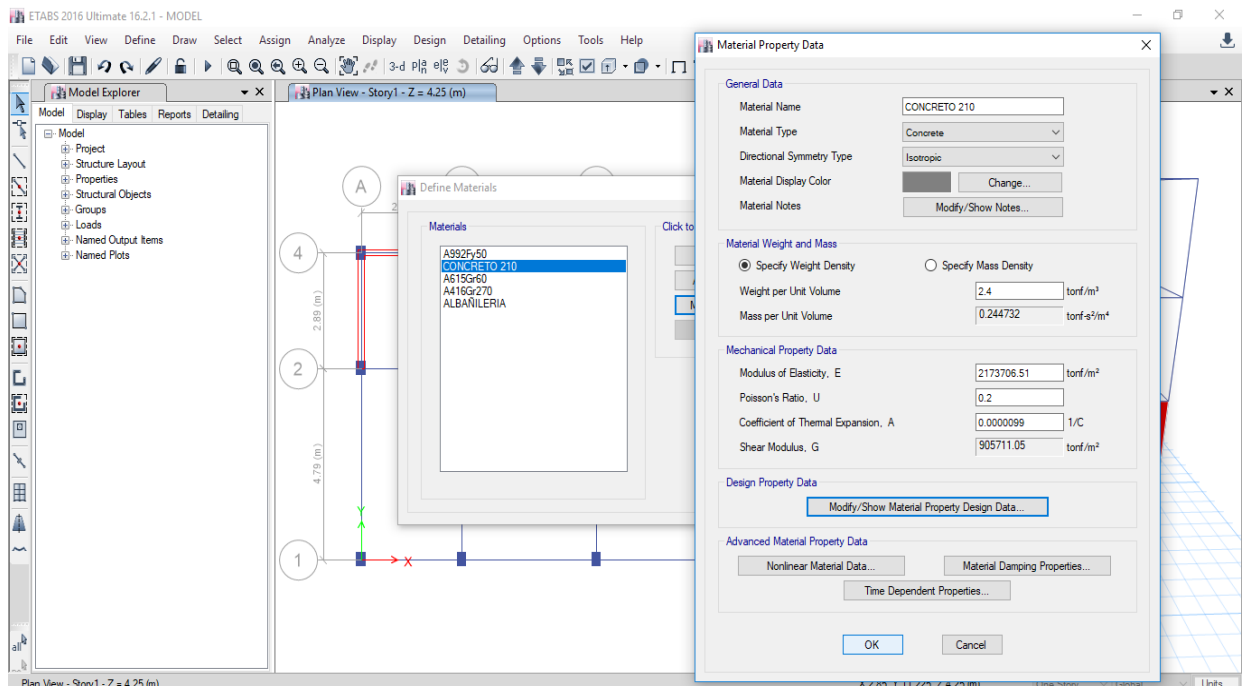 ETABS 2016 Ultimate 16.2.1 - MODEL
File Edit View Define Draw Select Assign Analyze Display Design Detailing Options Tools Help
3-d
Model Explorer
Model Display Tables Reports Detailing
Model
Project
Structure Layout
Properties
Structural Objects
Groups
Loads
Named Output Items
Named Plots
all
Plan View - Story1 - Z = 4.25 (m)
A
4
2.89 (m)
2
4.79 (m)
1
X
Y
Define Materials
Materials
Click to
A992Fy50
CONCRETO 210
A615Gr60
A416Gr270
ALBAÑILERIA
Material Property Data
General Data
Material Name CONCRETO 210
Material Type Concrete
Directional Symmetry Type Isotropic
Material Display Color Change...
Material Notes Modify/Show Notes...
Material Weight and Mass
Specify Weight Density Specify Mass Density
Weight per Unit Volume 2.4 tonf/m³
Mass per Unit Volume 0.244732 tonf-s²/m⁴
Mechanical Property Data
Modulus of Elasticity, E 2173706.51 tonf/m²
Poisson's Ratio, U 0.2
Coefficient of Thermal Expansion, A 0.0000099 1/C
Shear Modulus, G 905711.05 tonf/m²
Design Property Data
Modify/Show Material Property Design Data...
Advanced Material Property Data
Nonlinear Material Data... Material Damping Properties...
Time Dependent Properties...
OK Cancel
Plan View - Story1 - Z = 4.25 (m)
One Story Global Units